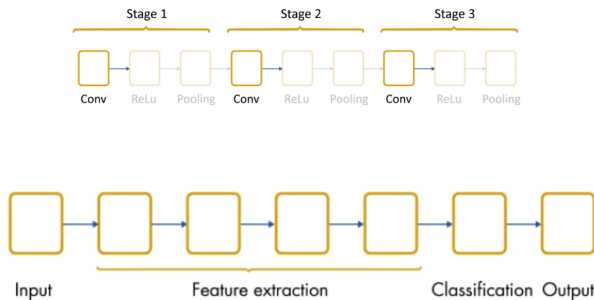 Stage 1 Stage 2 Stage 3
Conv ReLu Pooling Conv ReLu Pooling Conv ReLu Pooling
Input Feature extraction Classification Output